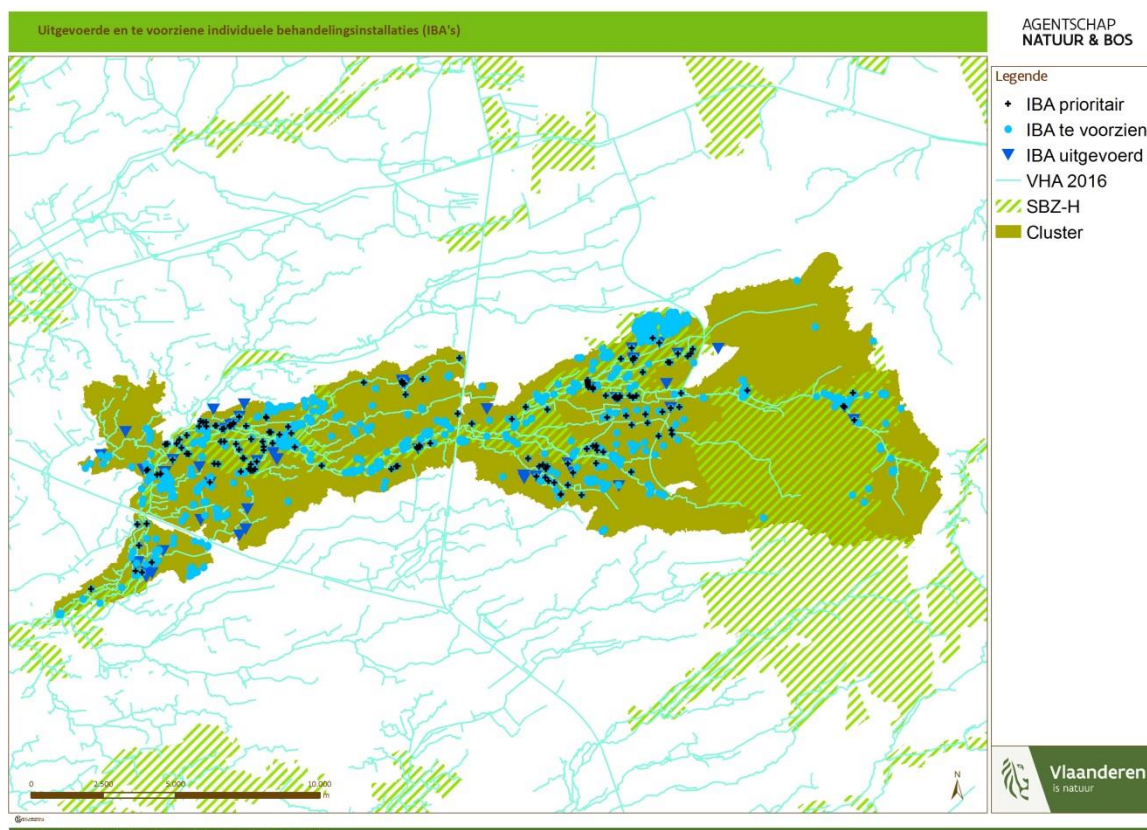 Uitgevoerde en te voorziene individuele behandelingsinstallaties (IBA's)
AGENTSCHAP
NATUUR & BOS
Legende
IBA prioritair
IBA te voorzien
IBA uitgevoerd
VHA 2016
SBZ-H
Cluster
0 2.500 5.000 10.000
m
N
Vlaanderen
is natuur